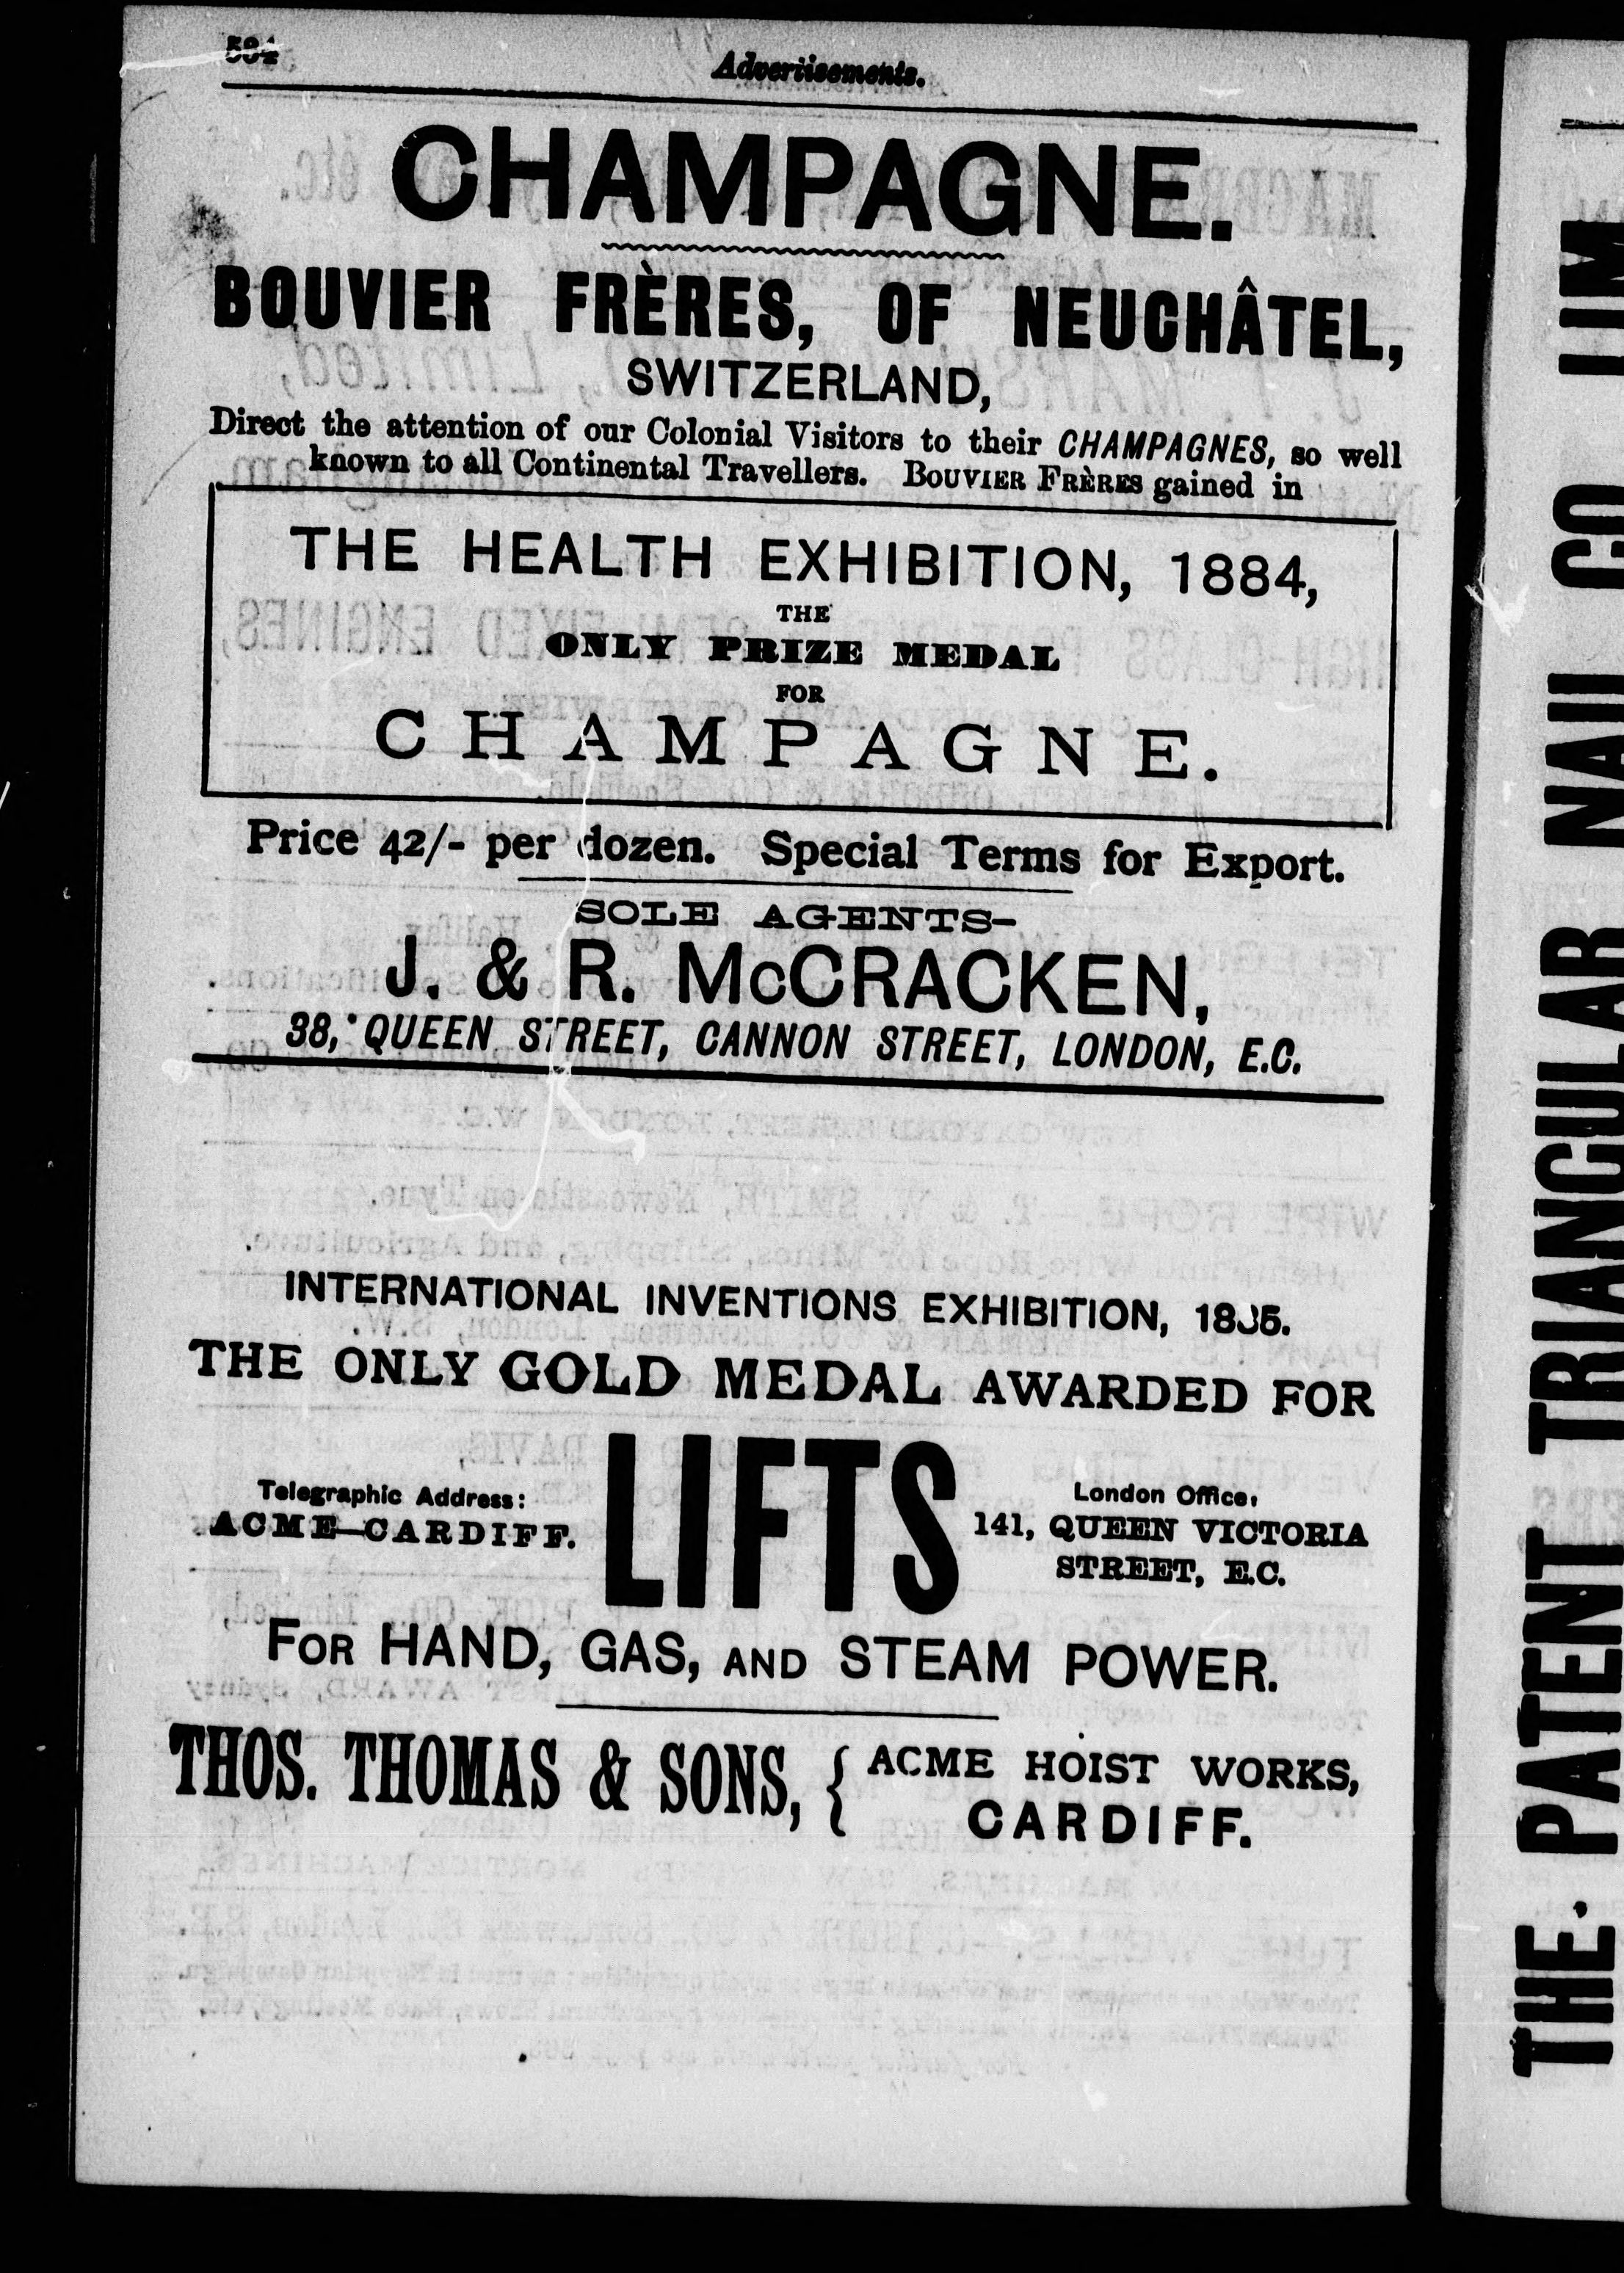 584
Advertisements.
CHAMPAGNE.
BOUVIER FRÈRES, OF NEUCHÂTEL,
SWITZERLAND,
Direct the attention of our Colonial Visitors to their CHAMPAGNES, so well
known to all Continental Travellers. BOUVIER FRÈRES gained in
THE HEALTH EXHIBITION, 1884,
THE
ONLY PRIZE MEDAL
FOR
CHAMPAGNE.
Price 42/- per dozen. Special Terms for Export.
SOLE AGENTS-
J. & R. McCRACKEN,
38, QUEEN STREET, CANNON STREET, LONDON, E.C.
INTERNATIONAL INVENTIONS EXHIBITION, 1885.
THE ONLY GOLD MEDAL AWARDED FOR
LIFTS
Telegraphic Address:
ACME—CARDIFF.
London Office,
141, QUEEN VICTORIA
STREET, E.C.
FOR HAND, GAS, AND STEAM POWER.
THOS. THOMAS & SONS, { ACME HOIST WORKS,
CARDIFF.
THE PATENT TRIANGULAR NAIL CO. LIM